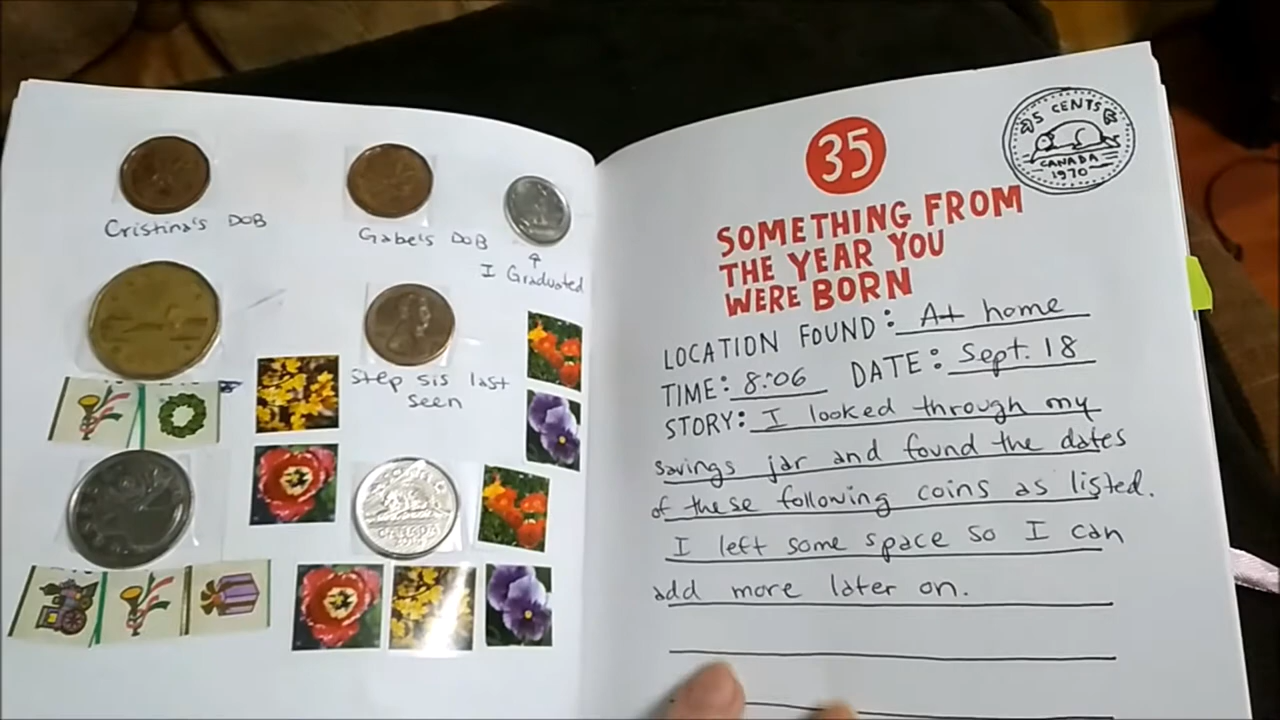 Cristina's DOB
Gabe's DOB
I Graduated
step sis last
seen
CANADA
35
5 CENTS
CANADA
1970
SOMETHING FROM
THE YEAR YOU
WERE BORN
LOCATION FOUND: At home
TIME: 8:06 DATE: Sept. 18
STORY: I looked through my
savings jar and found the dates
of these following coins as listed.
I left some space so I can
add more later on.